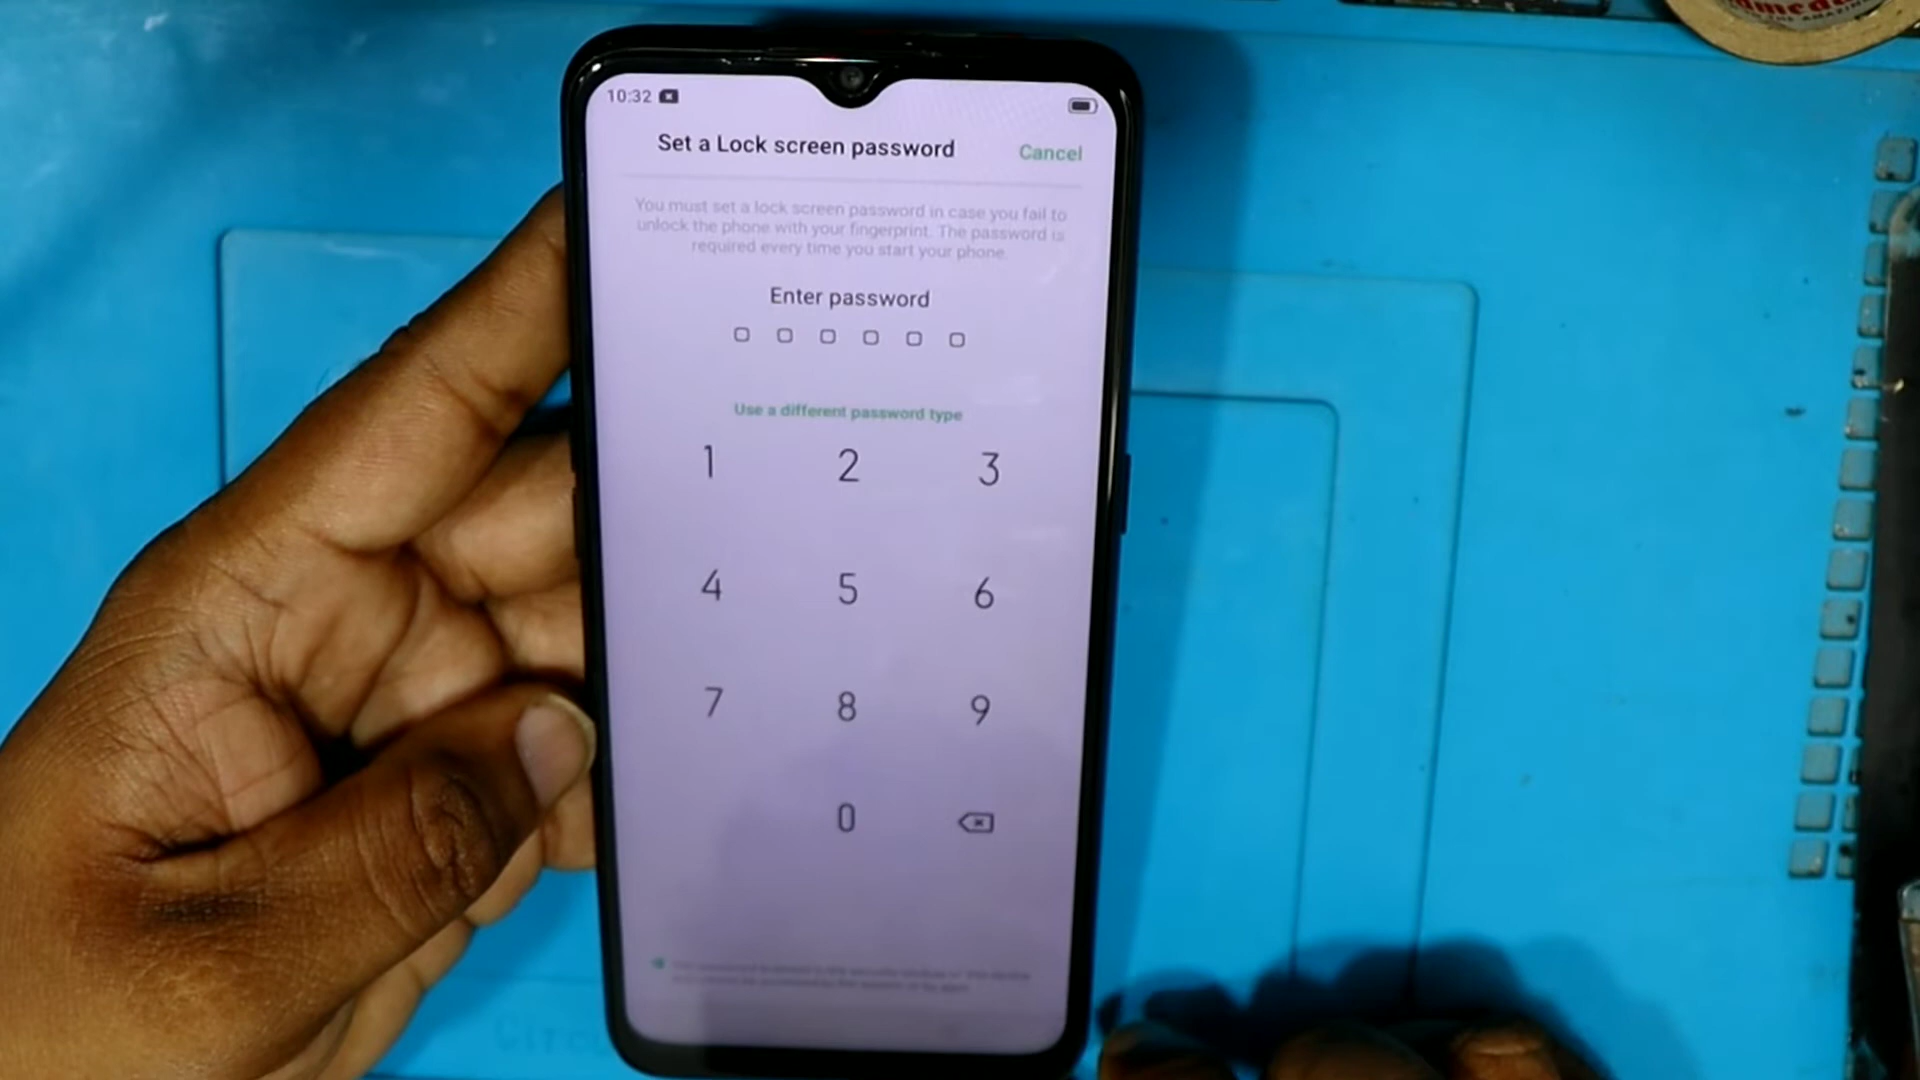 10:32
Set a Lock screen password
Cancel
You must set a lock screen password in case you fail to
unlock the phone with your fingerprint. The password is
required every time you start your phone.
Enter password
Use a different password type
1 2 3
4 5 6
7 8 9
0